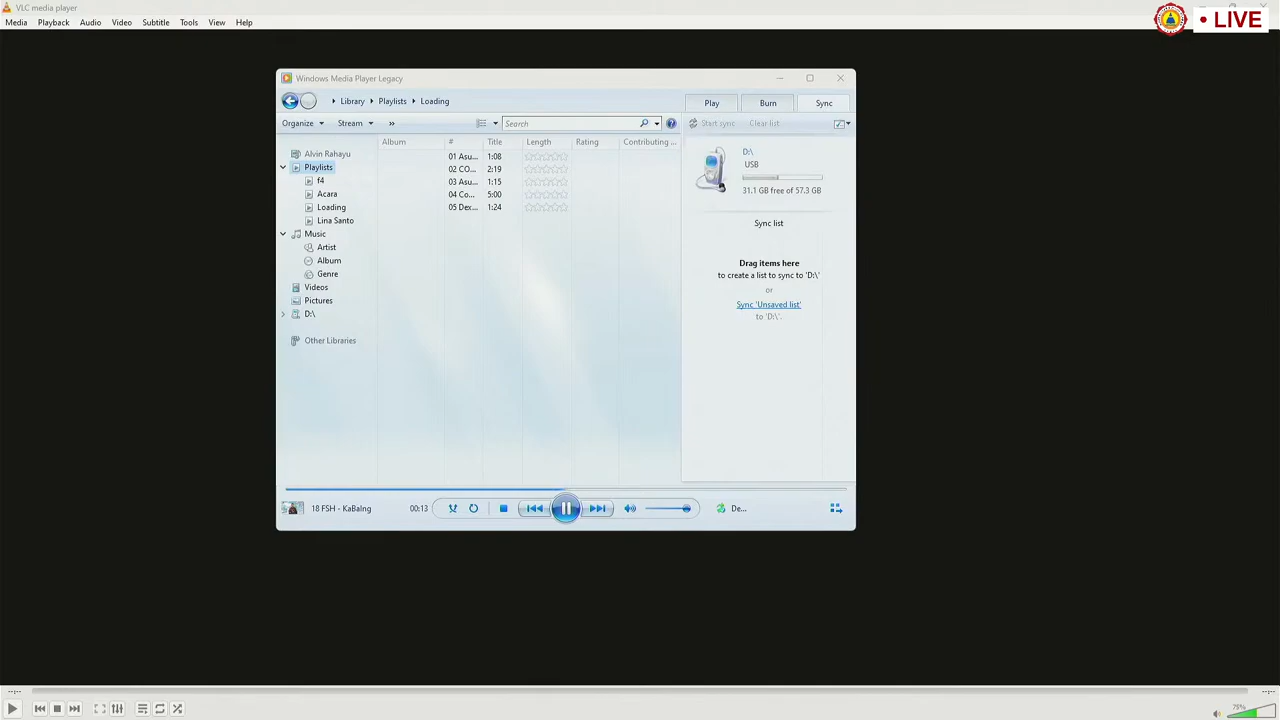 VLC media player
Media Playback Audio Video Subtitle Tools View Help
• LIVE
Windows Media Player Legacy
Library Playlists Loading
Play Burn Sync
Organize Stream » Search
Start sync Clear list
Album # Title Length Rating Contributing ...
Alvin Rahayu
Playlists
f4
Acara
Loading
Lina Santo
Music
Artist
Album
Genre
Videos
Pictures
D:\
Other Libraries
01 Asu... 1:08
02 CO... 2:19
03 Asu... 1:15
04 Co... 5:00
05 Dex... 1:24
D:\
USB
31.1 GB free of 57.3 GB
Sync list
Drag items here
to create a list to sync to 'D:\'
or
Sync 'Unsaved list'
to 'D:\'.
18 FSH - KaBaIng 00:13
De...
--:-- --:--
75%